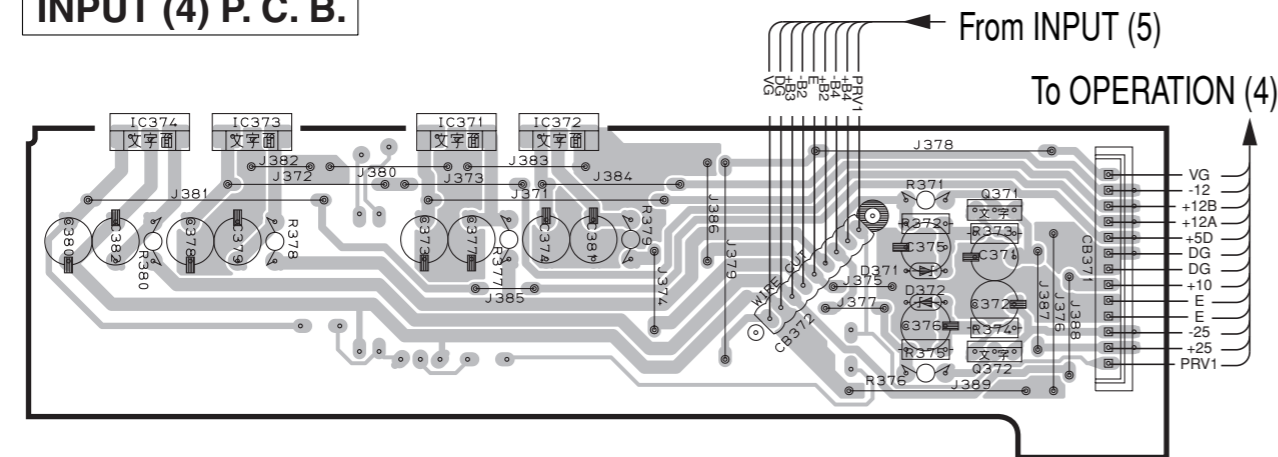 INPUT (4) P. C. B.
From INPUT (5)
To OPERATION (4)
VG
DG
+B3
-B2
E
+B2
-B4
+B4
PRV1
IC374
IC373
IC371
IC372
文字面
文字面
文字面
文字面
J382
J372
J380
J373
J383
J384
J381
J371
J378
J386
J379
J374
J385
C380
C382
R380
C378
C379
R378
C373
C377
R377
C374
C381
R379
WIRE CUT
CB372
R371
R372
C375
D371
J375
D372
J377
C376
R375
R376
Q371
文字
R373
C371
C372
R374
文字
Q372
J389
J387
J376
J388
CB371
VG
-12
+12B
+12A
+5D
DG
DG
+10
E
E
-25
+25
PRV1